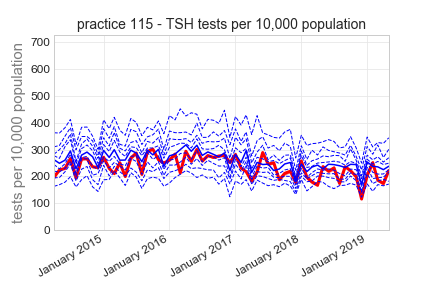 practice 115 - TSH tests per 10,000 population
tests per 10,000 population
700
600
500
400
300
200
100
0
January 2015
January 2016
January 2017
January 2018
January 2019